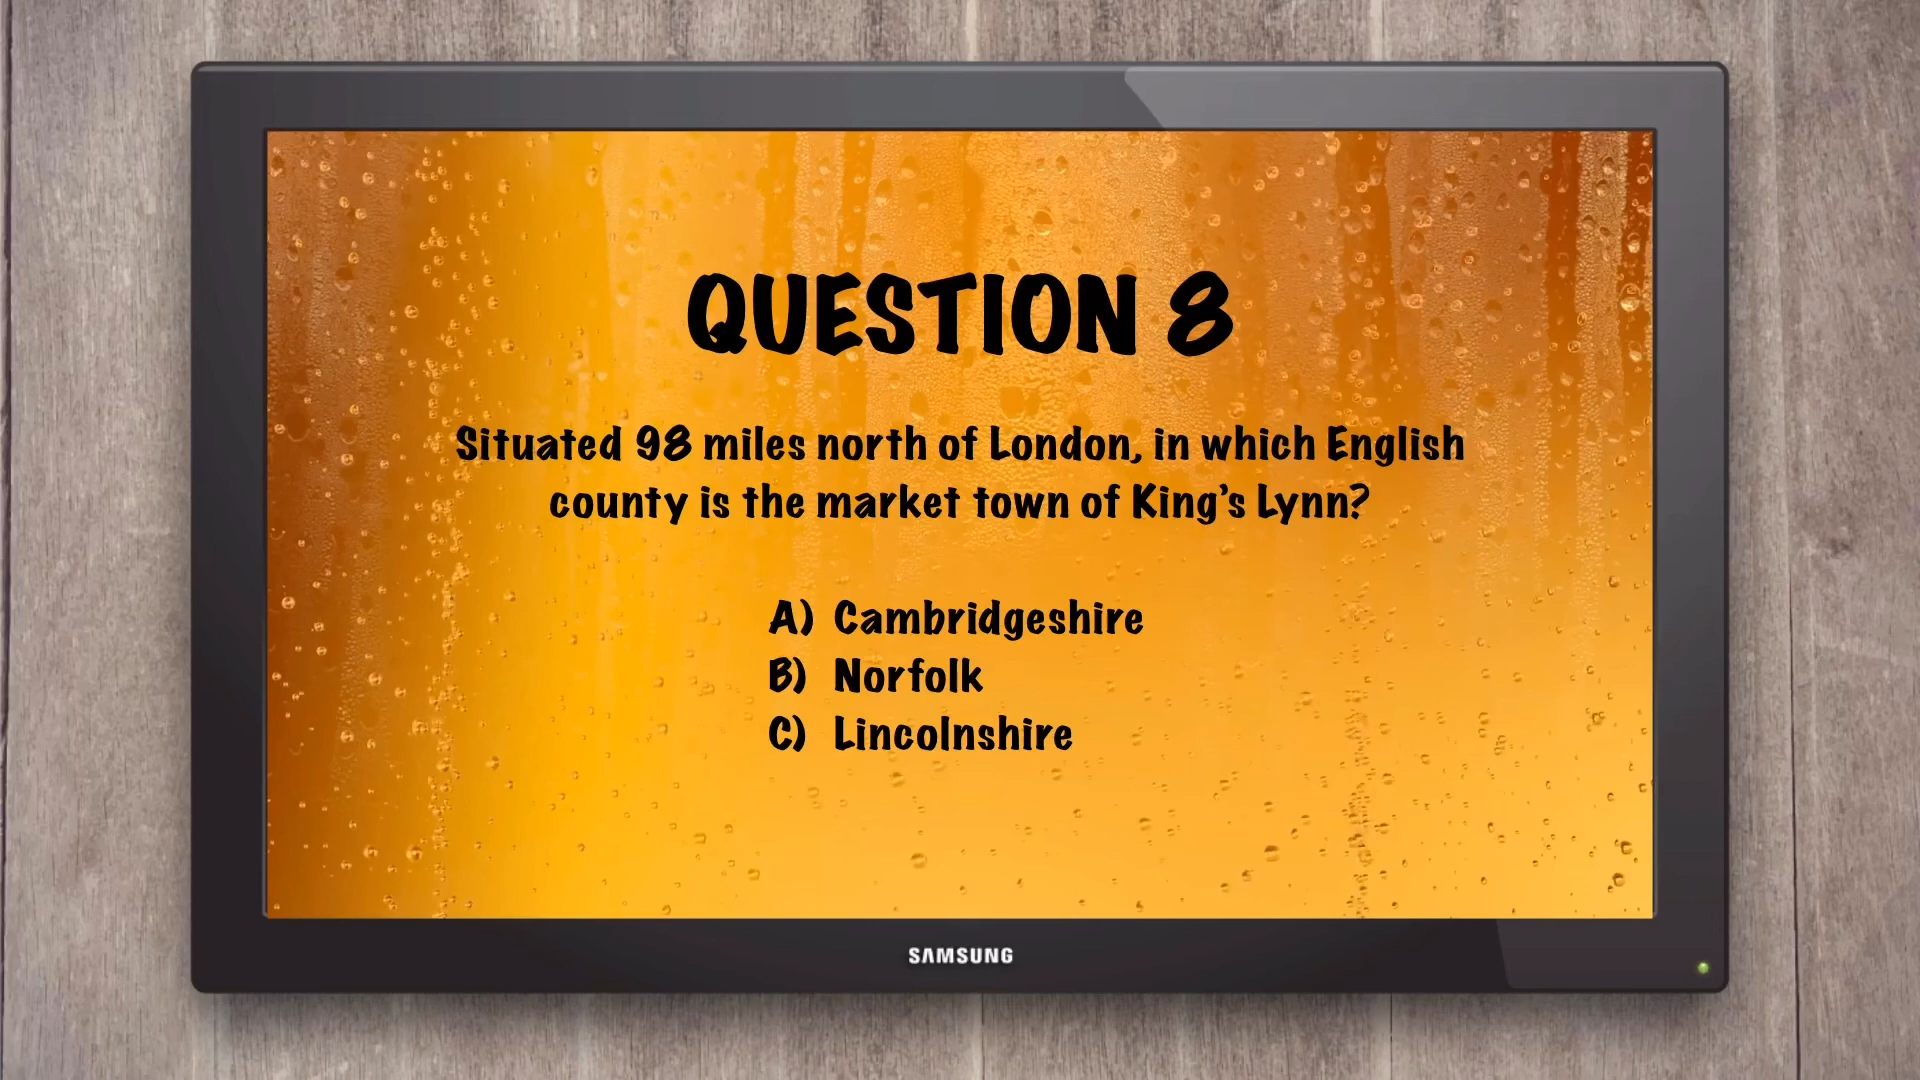 QUESTION 8
Situated 98 miles north of London, in which English
county is the market town of King’s Lynn?
A) Cambridgeshire
B) Norfolk
C) Lincolnshire
SAMSUNG